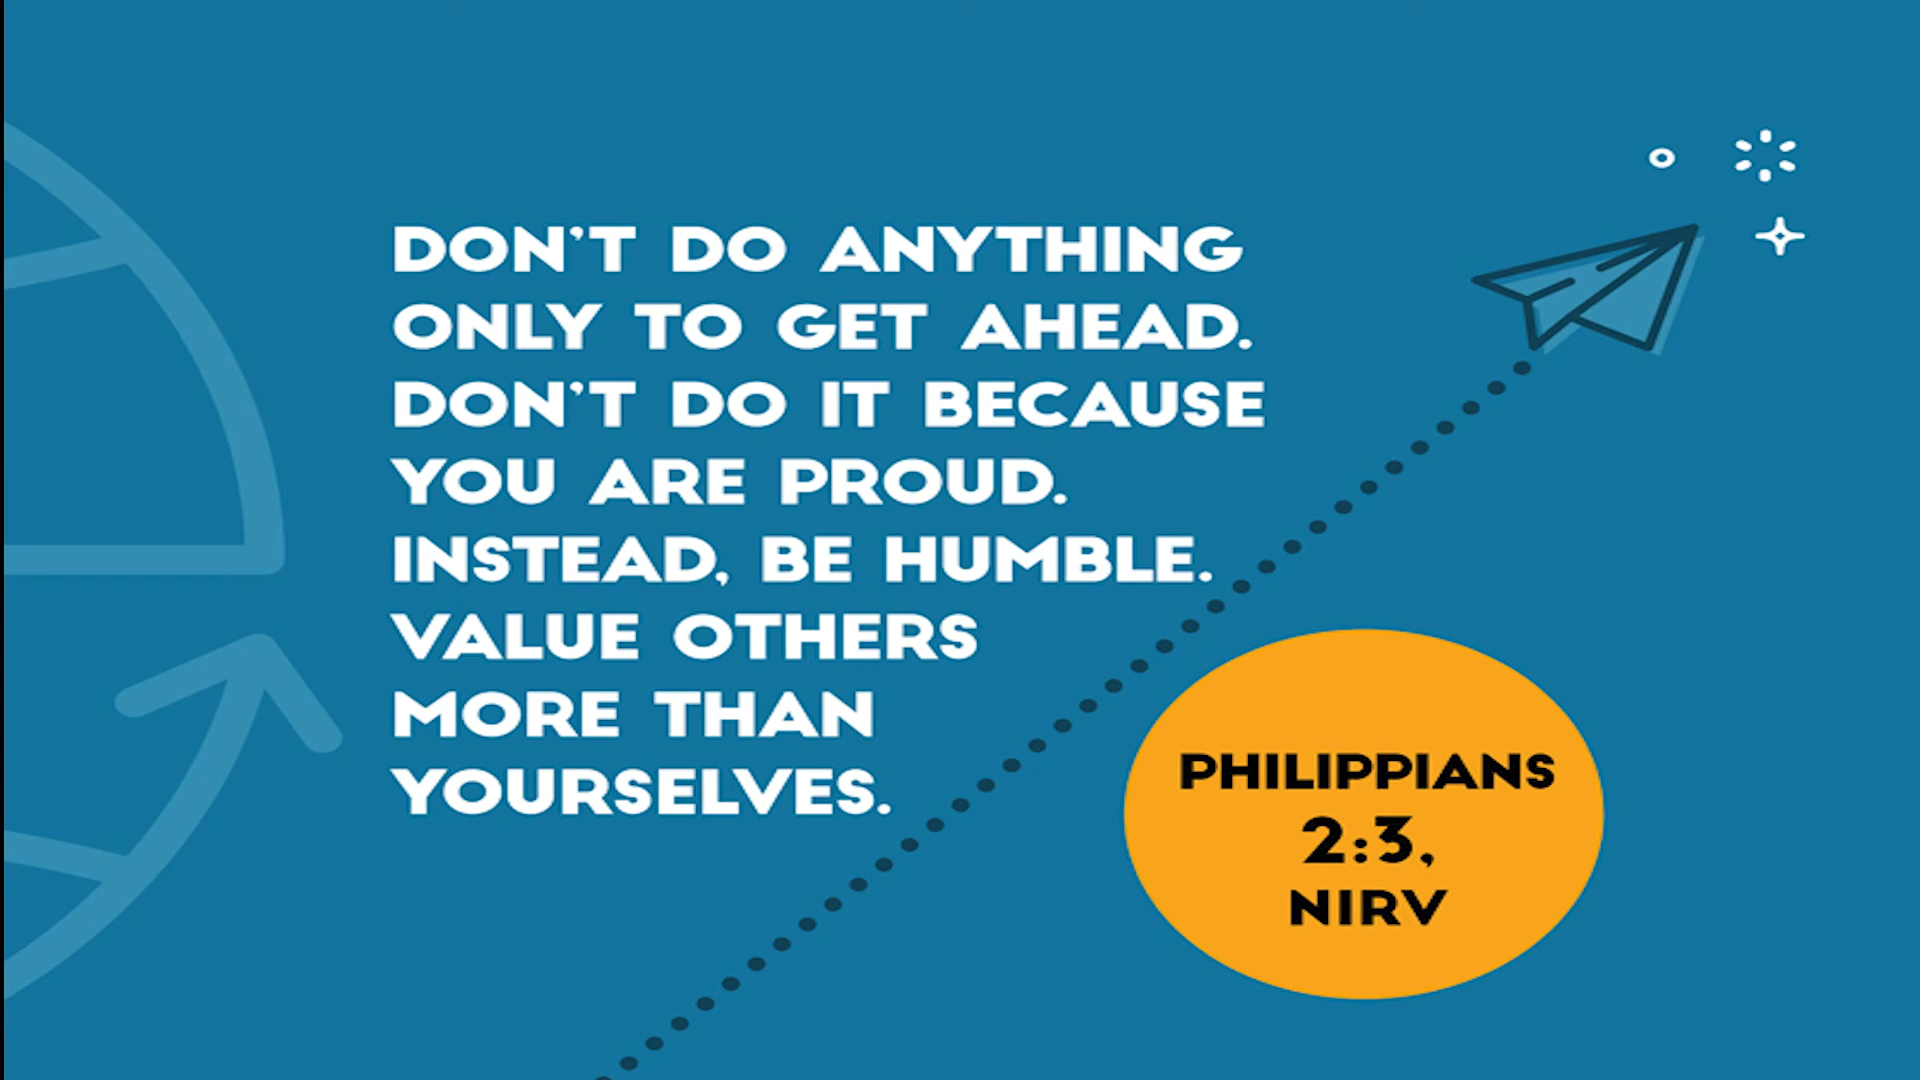 DON'T DO ANYTHING
ONLY TO GET AHEAD.
DON'T DO IT BECAUSE
YOU ARE PROUD.
INSTEAD, BE HUMBLE.
VALUE OTHERS
MORE THAN
YOURSELVES.
PHILIPPIANS
2:3,
NIRV